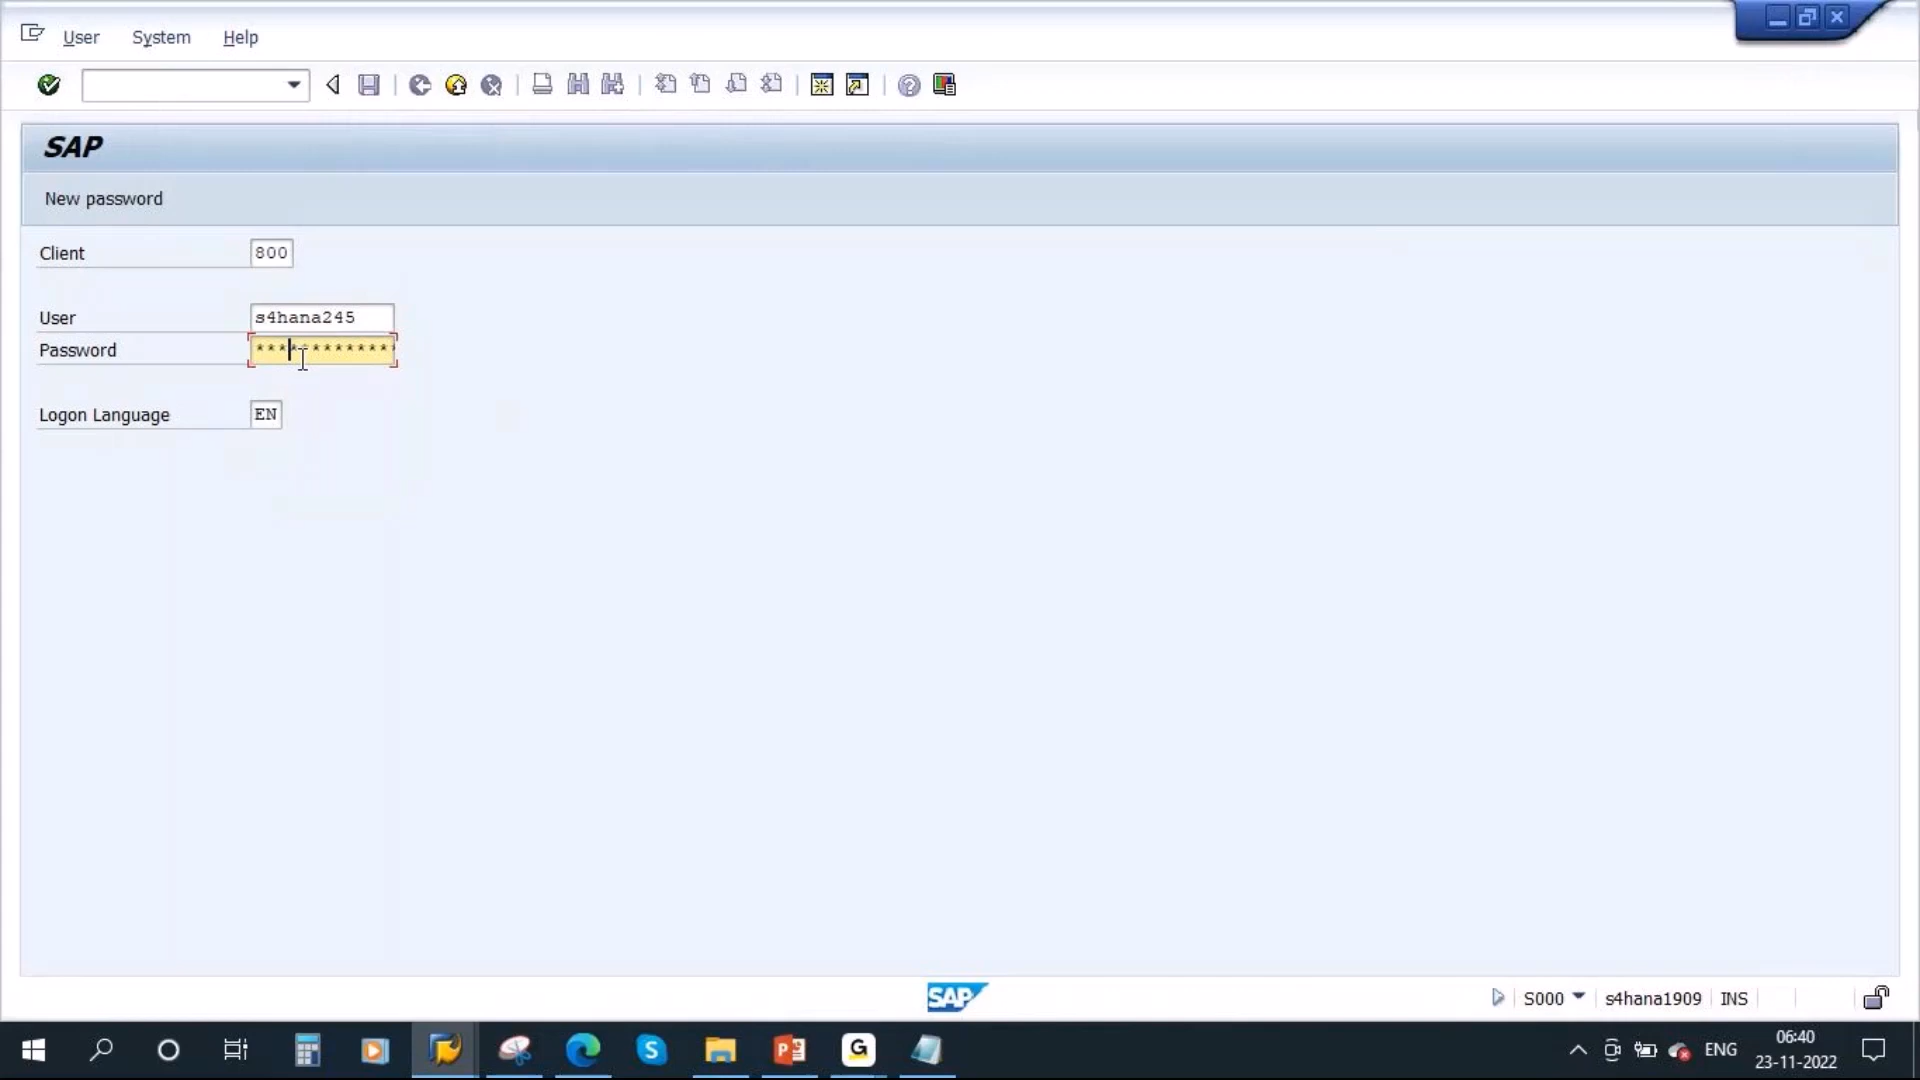 User System Help
SAP
New password
Client 800
User s4hana245
Password ************
Logon Language EN
SAP
S000 s4hana1909 INS
S P G
ENG 06:40
23-11-2022